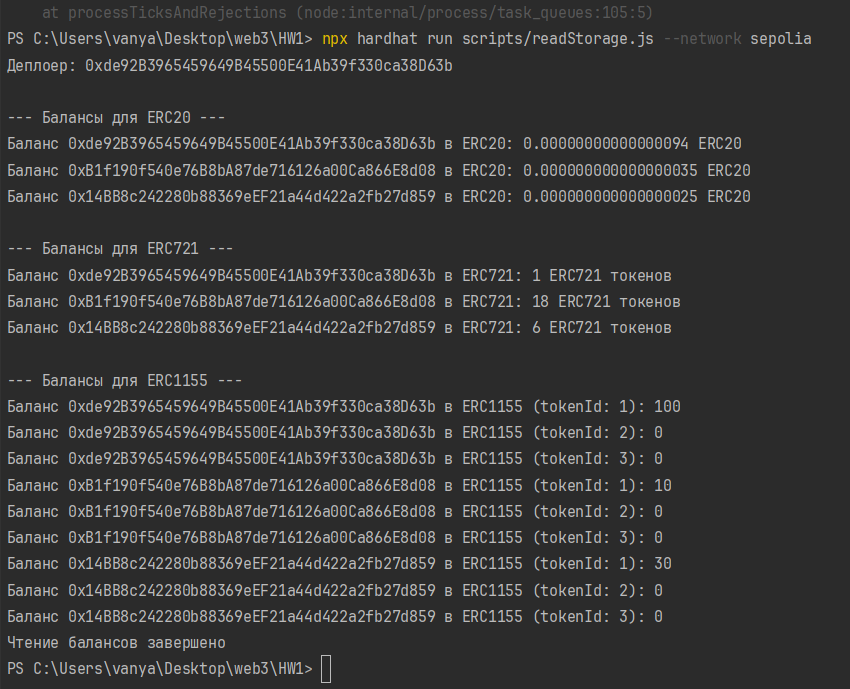 at processTicksAndRejections (node:internal/process/task_queues:105:5)
PS C:\Users\vanya\Desktop\web3\HW1> npx hardhat run scripts/readStorage.js --network sepolia
Деплоер: 0xde92B3965459649B45500E41Ab39f330ca38D63b
--- Балансы для ERC20 ---
Баланс 0xde92B3965459649B45500E41Ab39f330ca38D63b в ERC20: 0.00000000000000094 ERC20
Баланс 0xB1f190f540e76B8bA87de716126a00Ca866E8d08 в ERC20: 0.000000000000000035 ERC20
Баланс 0x14BB8c242280b88369eEF21a44d422a2fb27d859 в ERC20: 0.000000000000000025 ERC20
--- Балансы для ERC721 ---
Баланс 0xde92B3965459649B45500E41Ab39f330ca38D63b в ERC721: 1 ERC721 токенов
Баланс 0xB1f190f540e76B8bA87de716126a00Ca866E8d08 в ERC721: 18 ERC721 токенов
Баланс 0x14BB8c242280b88369eEF21a44d422a2fb27d859 в ERC721: 6 ERC721 токенов
--- Балансы для ERC1155 ---
Баланс 0xde92B3965459649B45500E41Ab39f330ca38D63b в ERC1155 (tokenId: 1): 100
Баланс 0xde92B3965459649B45500E41Ab39f330ca38D63b в ERC1155 (tokenId: 2): 0
Баланс 0xde92B3965459649B45500E41Ab39f330ca38D63b в ERC1155 (tokenId: 3): 0
Баланс 0xB1f190f540e76B8bA87de716126a00Ca866E8d08 в ERC1155 (tokenId: 1): 10
Баланс 0xB1f190f540e76B8bA87de716126a00Ca866E8d08 в ERC1155 (tokenId: 2): 0
Баланс 0xB1f190f540e76B8bA87de716126a00Ca866E8d08 в ERC1155 (tokenId: 3): 0
Баланс 0x14BB8c242280b88369eEF21a44d422a2fb27d859 в ERC1155 (tokenId: 1): 30
Баланс 0x14BB8c242280b88369eEF21a44d422a2fb27d859 в ERC1155 (tokenId: 2): 0
Баланс 0x14BB8c242280b88369eEF21a44d422a2fb27d859 в ERC1155 (tokenId: 3): 0
Чтение балансов завершено
PS C:\Users\vanya\Desktop\web3\HW1>